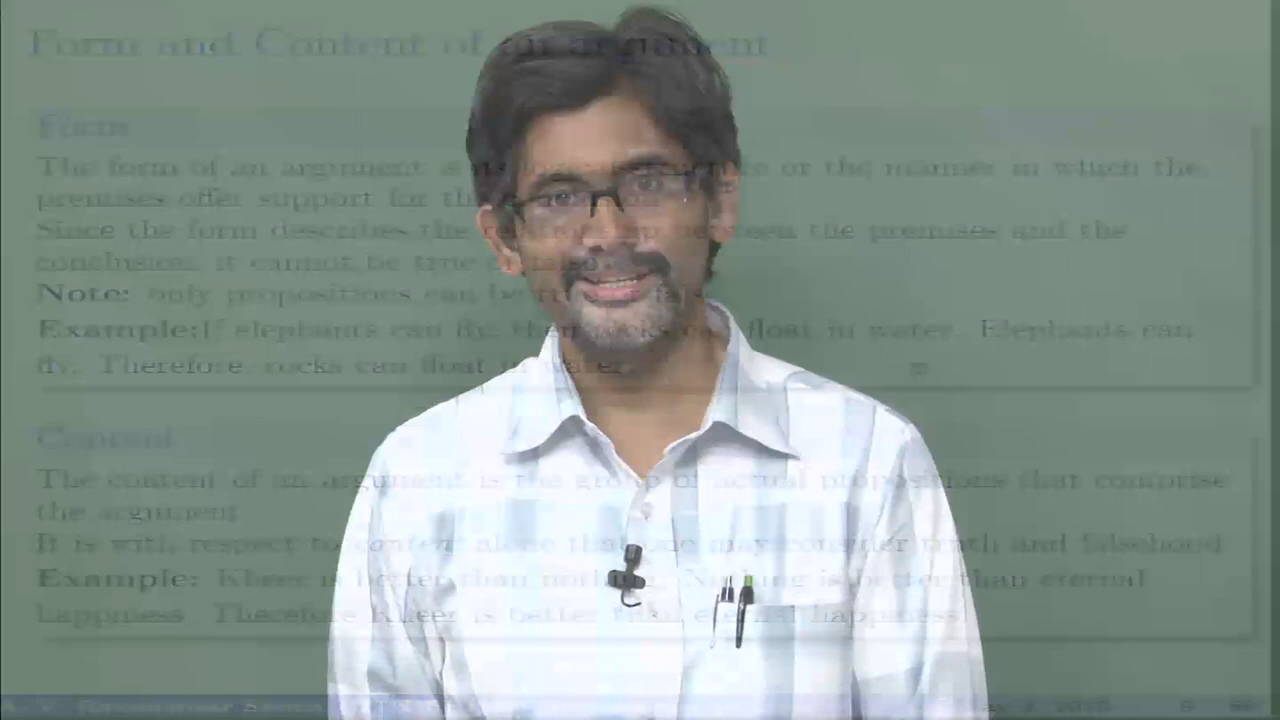 Form and Content of an argument
Form
The form of an argument is its or the manner in which the
premises offer support for the
Since the form describes the between the premises and the
conclusion, it cannot be true
Note: only propositions can be
Example:If elephants can fly, then rocks can float in water. Elephants can
fly. Therefore, rocks can float in water.
Content
The content of an argument is the group of actual propositions that comprise
the argument
It is with respect to content alone that one may consider truth and falsehood
Example: Kheer is better than nothing. Nothing is better than eternal
happiness. Therefore Kheer is better than eternal happiness.